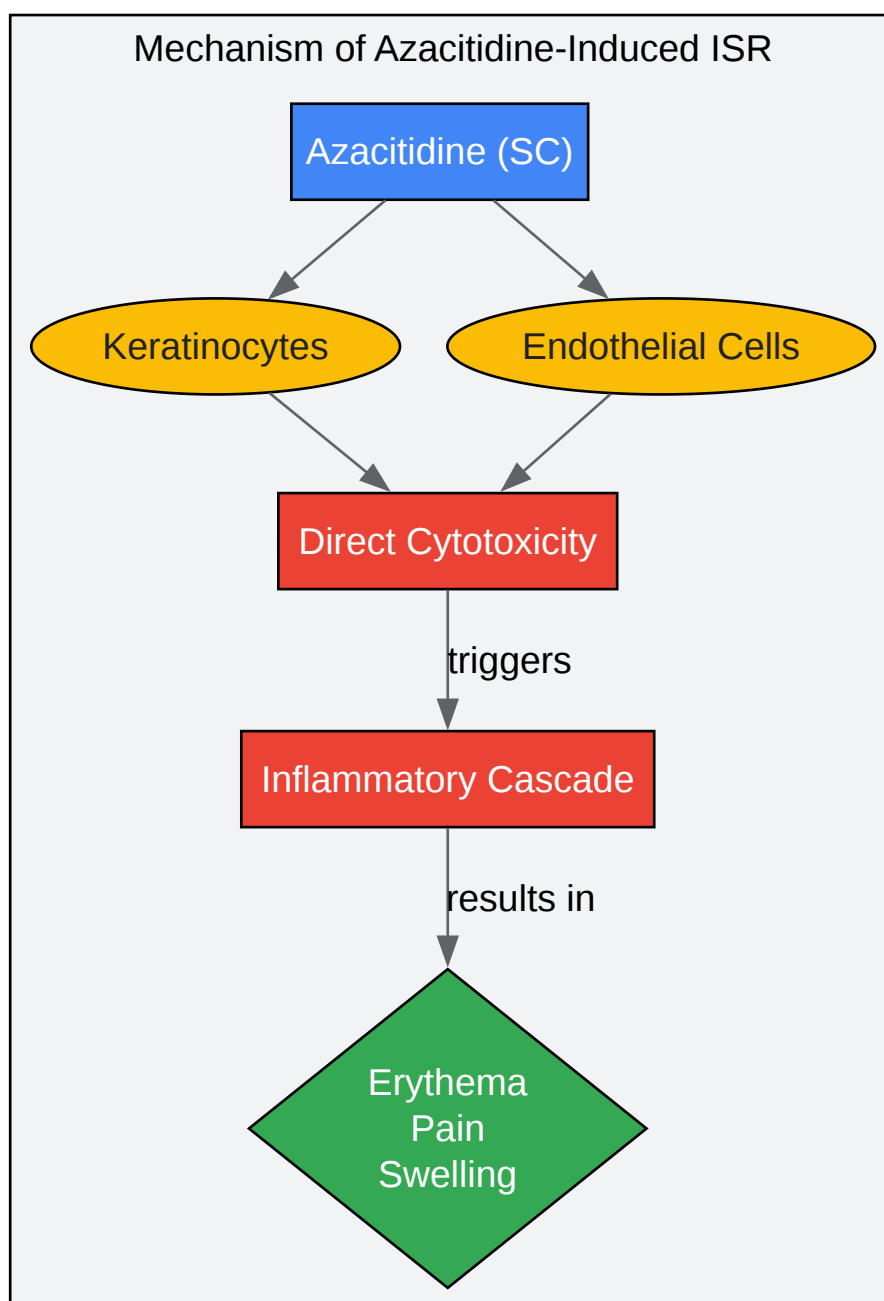 Mechanism of Azacitidine-Induced ISR
Azacitidine (SC)
Keratinocytes
Endothelial Cells
Direct Cytotoxicity
triggers
Inflammatory Cascade
results in
Erythema
Pain
Swelling